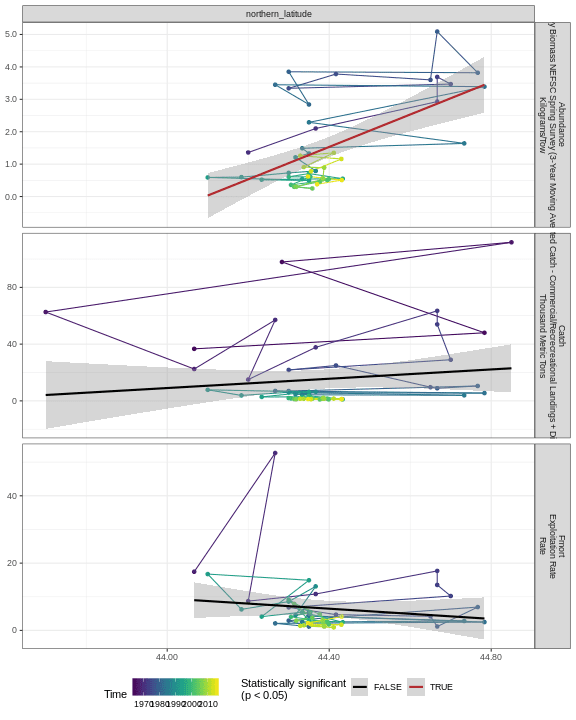 northern_latitude
5.0
4.0
3.0
2.0
1.0
0.0
Abundance
y Biomass NEFSC Spring Survey (3-Year Moving Ave
Kilograms/tow
80
40
0
Catch
ted Catch - Commercial/Recreational Landings + Di
Thousand Metric Tons
40
20
0
Fmort
Exploitation Rate
Rate
44.00
44.40
44.80
Time
1970 1980 1990 2000 2010
Statistically significant
(p < 0.05)
FALSE
TRUE